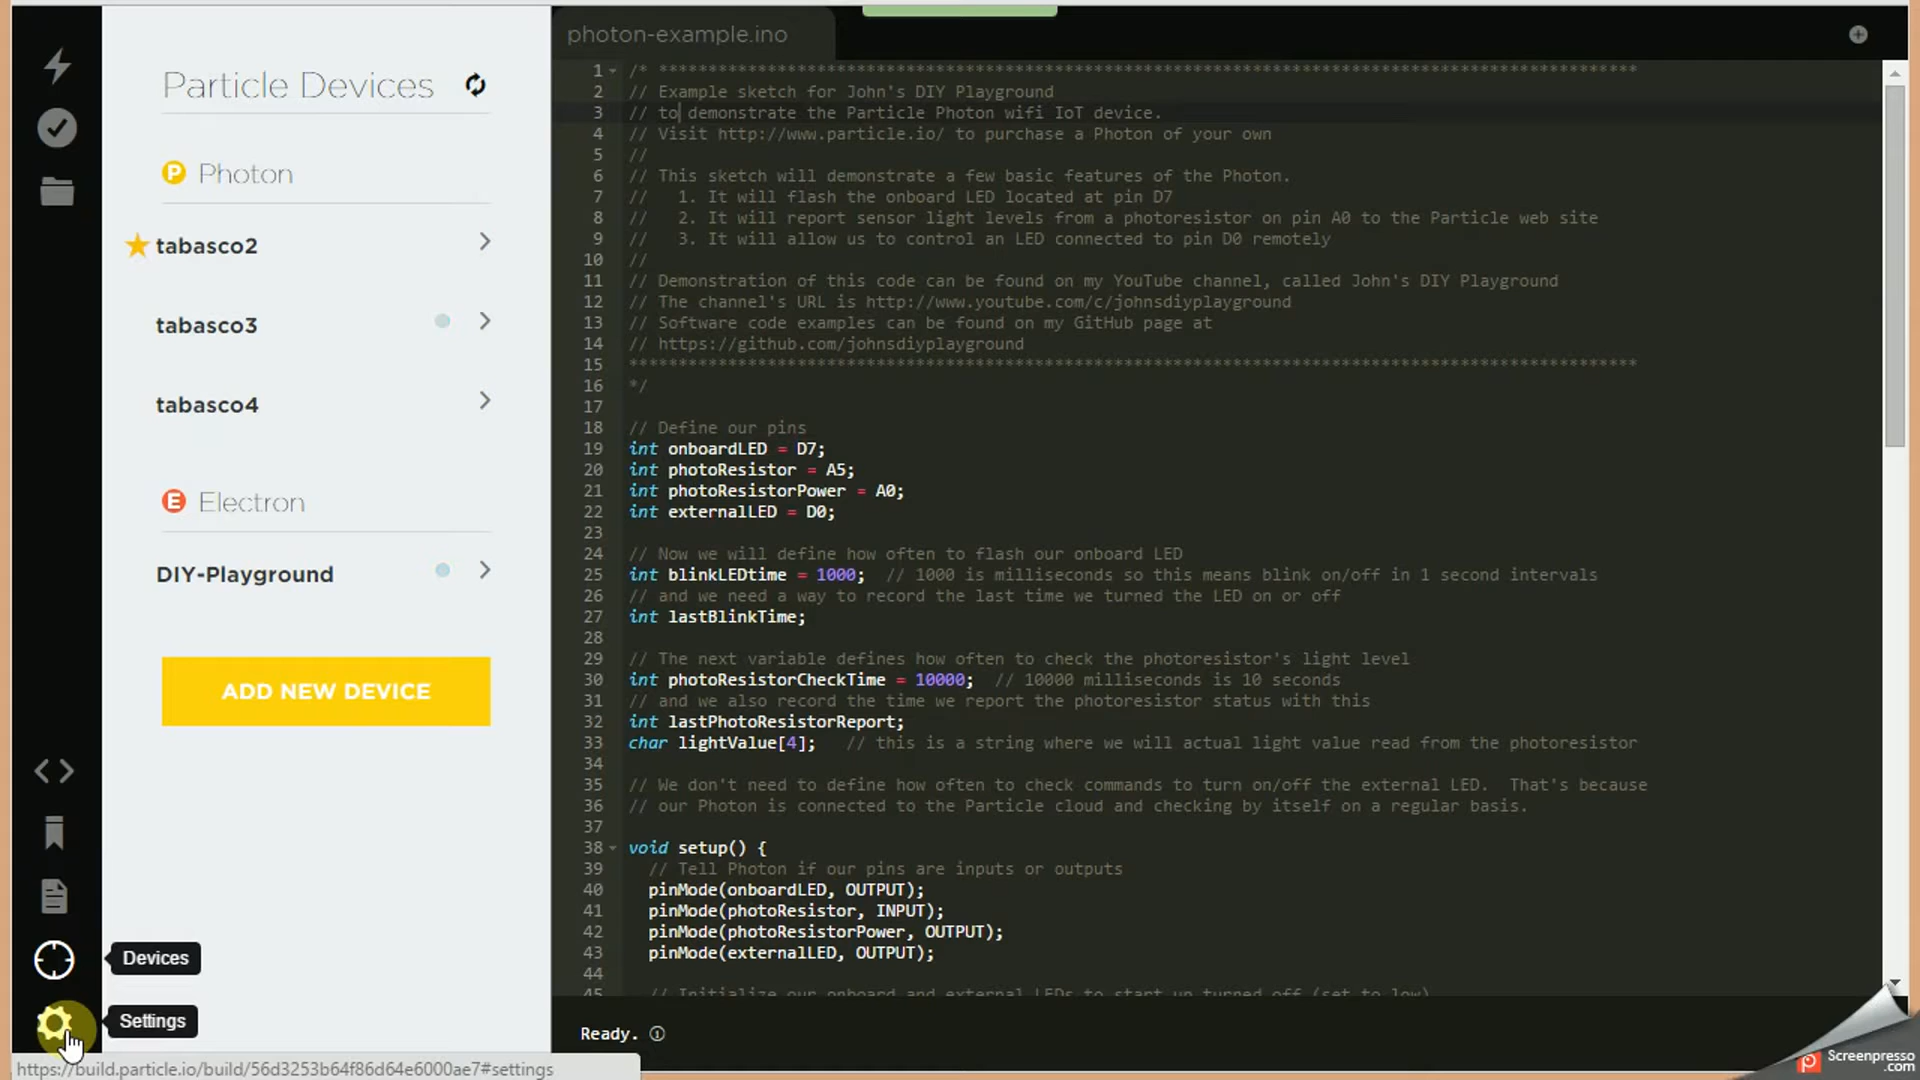 Particle Devices
P Photon
tabasco2
tabasco3
tabasco4
E Electron
DIY-Playground
ADD NEW DEVICE
Devices
Settings
https://build.particle.io/build/56d3253b64f86d64e6000ae7#settings
photon-example.ino
1 /* ***************************************************************************************************
2 // Example sketch for John's DIY Playground
3 // to demonstrate the Particle Photon wifi IoT device.
4 // Visit http://www.particle.io/ to purchase a Photon of your own
5 //
6 // This sketch will demonstrate a few basic features of the Photon.
7 //   1. It will flash the onboard LED located at pin D7
8 //   2. It will report sensor light levels from a photoresistor on pin A0 to the Particle web site
9 //   3. It will allow us to control an LED connected to pin D0 remotely
10 //
11 // Demonstration of this code can be found on my YouTube channel, called John's DIY Playground
12 // The channel's URL is http://www.youtube.com/c/johnsdiyplayground
13 // Software code examples can be found on my GitHub page at
14 // https://github.com/johnsdiyplayground
15 ******************************************************************************************************
16 */
17
18 // Define our pins
19 int onboardLED = D7;
20 int photoResistor = A5;
21 int photoResistorPower = A0;
22 int externalLED = D0;
23
24 // Now we will define how often to flash our onboard LED
25 int blinkLEDtime = 1000;  // 1000 is milliseconds so this means blink on/off in 1 second intervals
26 // and we need a way to record the last time we turned the LED on or off
27 int lastBlinkTime;
28
29 // The next variable defines how often to check the photoresistor's light level
30 int photoResistorCheckTime = 10000;  // 10000 milliseconds is 10 seconds
31 // and we also record the time we report the photoresistor status with this
32 int lastPhotoResistorReport;
33 char lightValue[4];   // this is a string where we will actual light value read from the photoresistor
34
35 // We don't need to define how often to check commands to turn on/off the external LED.  That's because
36 // our Photon is connected to the Particle cloud and checking by itself on a regular basis.
37
38 void setup() {
39   // Tell Photon if our pins are inputs or outputs
40   pinMode(onboardLED, OUTPUT);
41   pinMode(photoResistor, INPUT);
42   pinMode(photoResistorPower, OUTPUT);
43   pinMode(externalLED, OUTPUT);
44
45   // Initialize our onboard and external LEDs to start up turned off (set to low)
Ready.
Screenpresso
.com